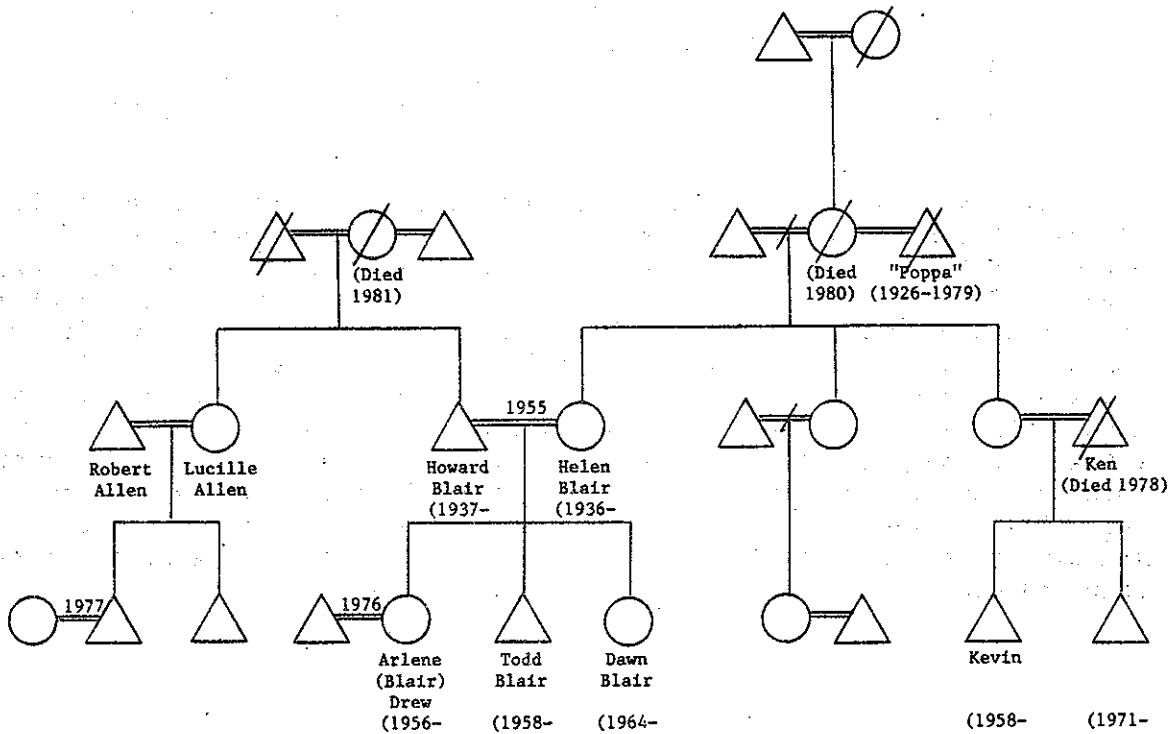 (Died
1981)
(Died
1980)
"Poppa"
(1926-1979)
Robert
Allen
Lucille
Allen
1955
Howard
Blair
(1937-
Helen
Blair
(1936-
Ken
(Died 1978)
1977
1976
Arlene
(Blair)
Drew
(1956-
Todd
Blair
(1958-
Dawn
Blair
(1964-
Kevin
(1958-
(1971-